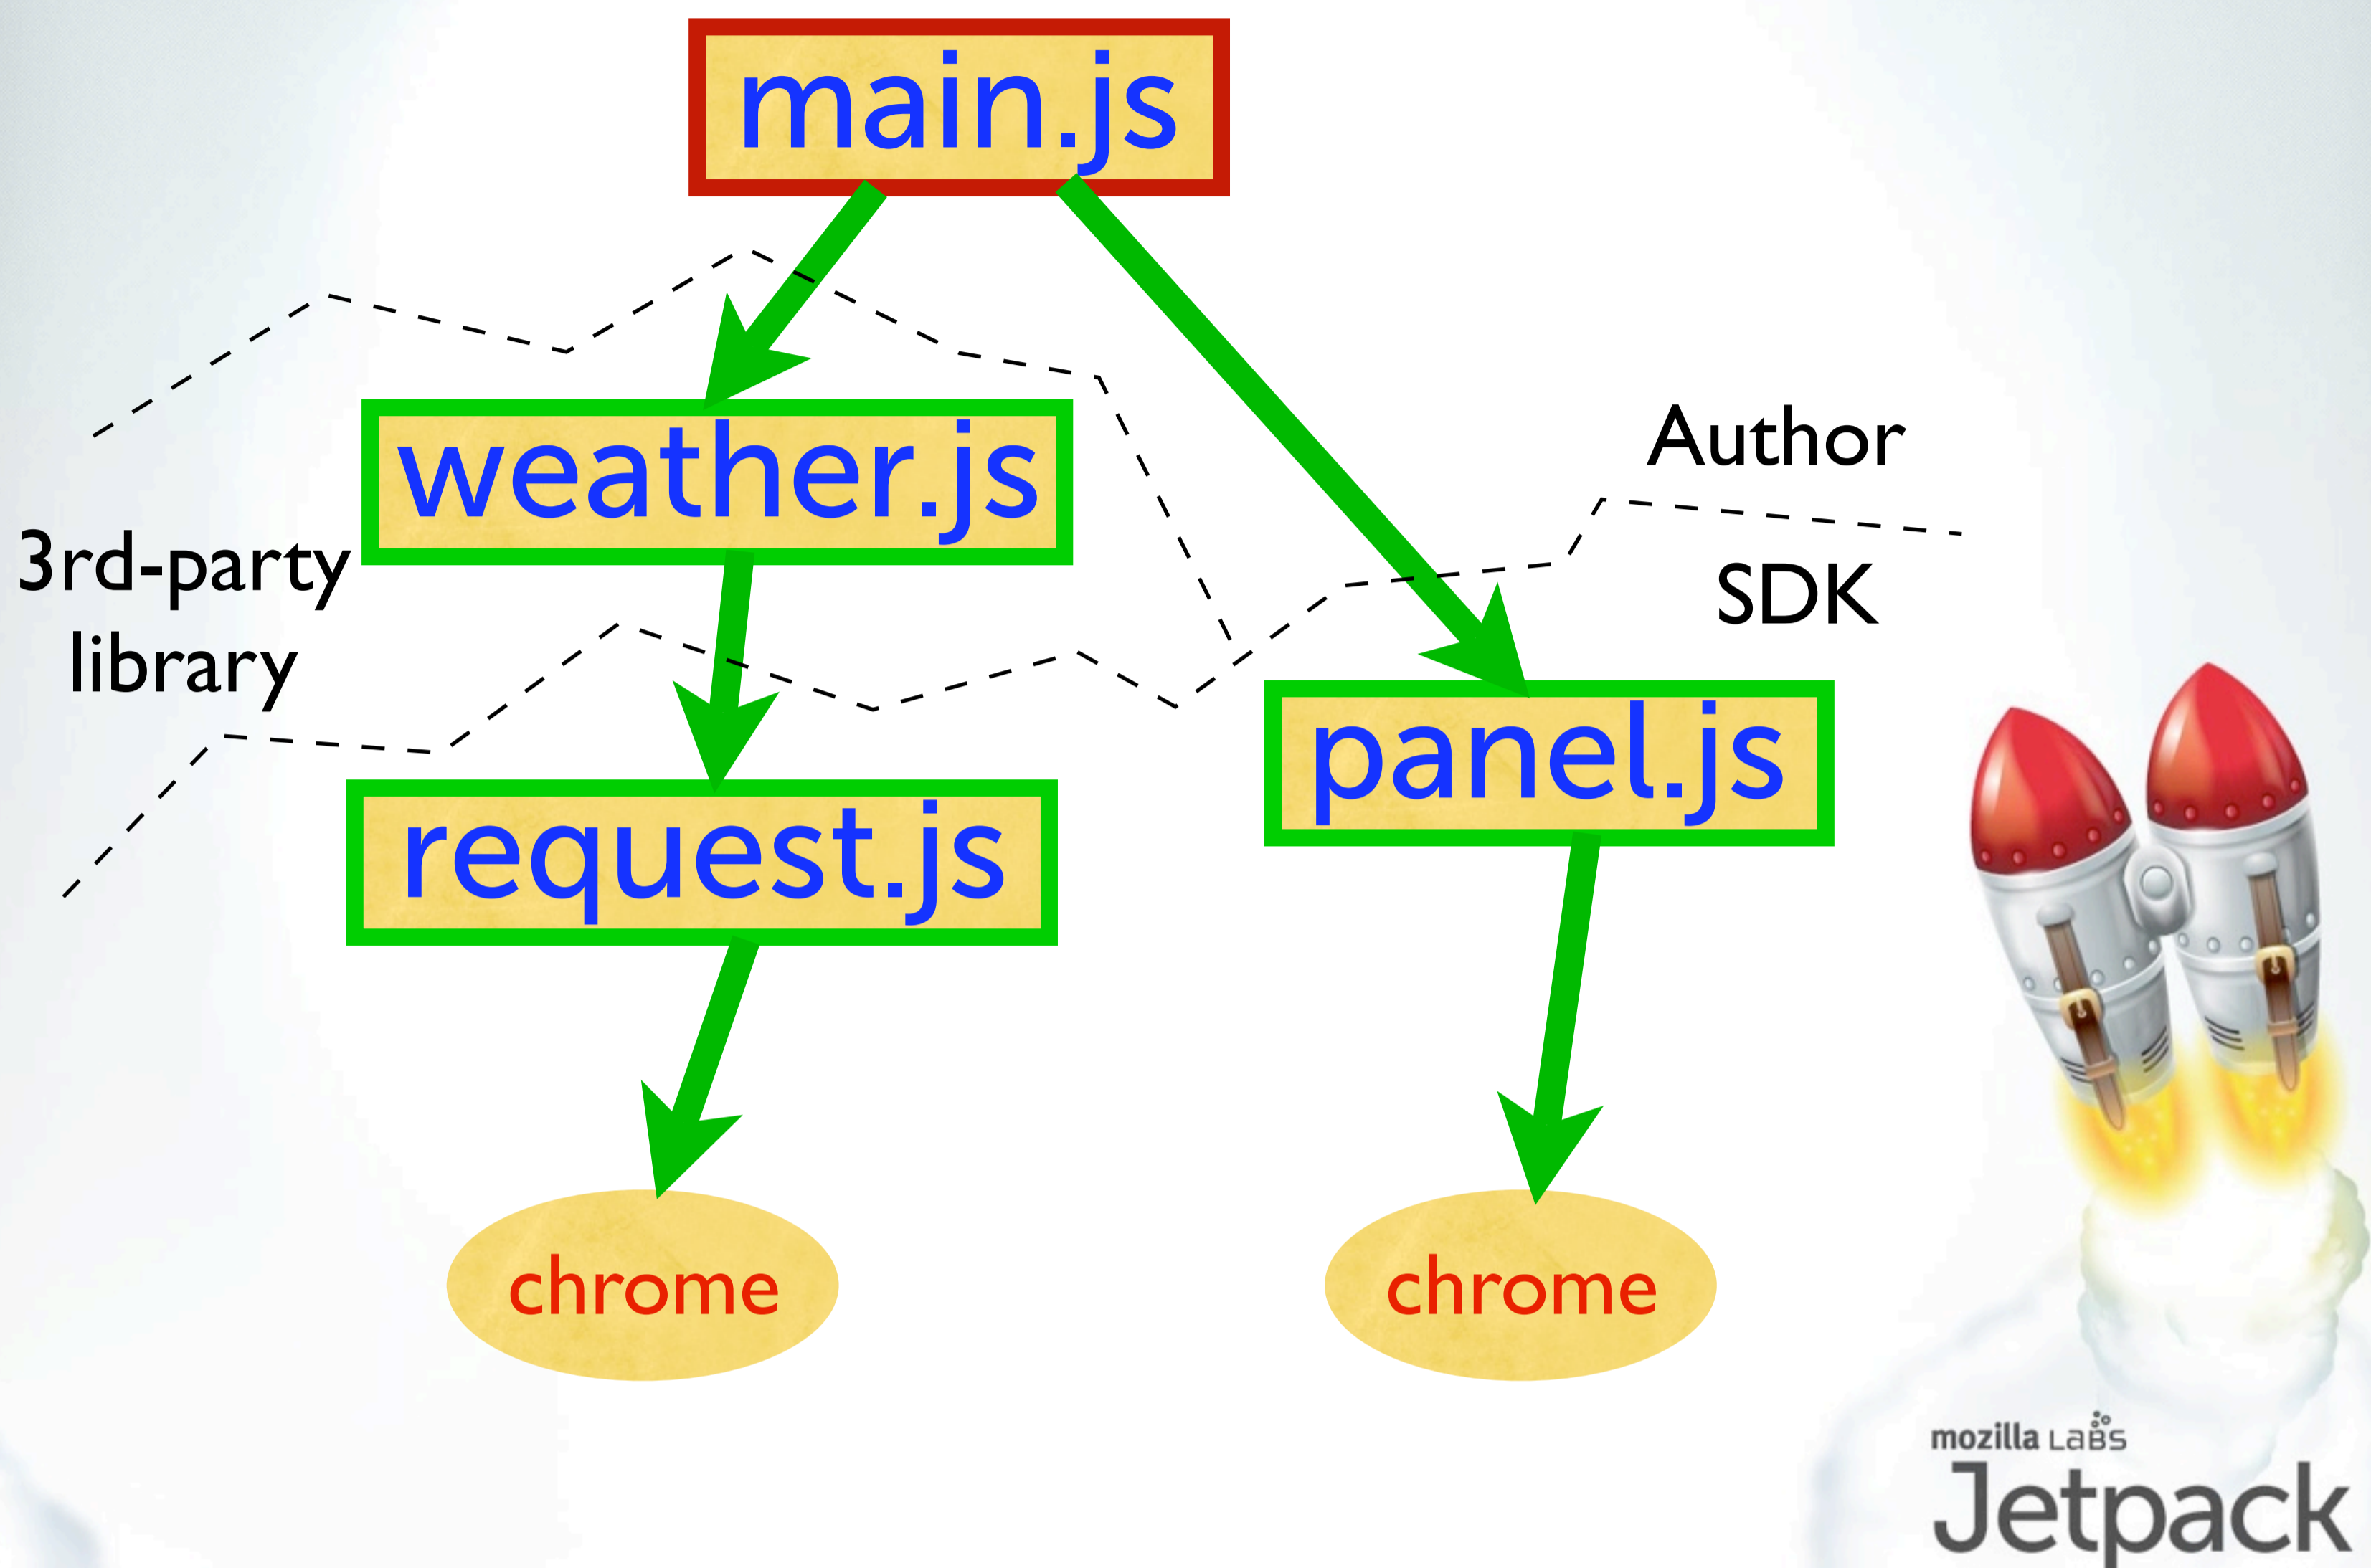 main.js
weather.js
Author
3rd-party
library
SDK
panel.js
request.js
chrome
chrome
mozilla LaBs
Jetpack